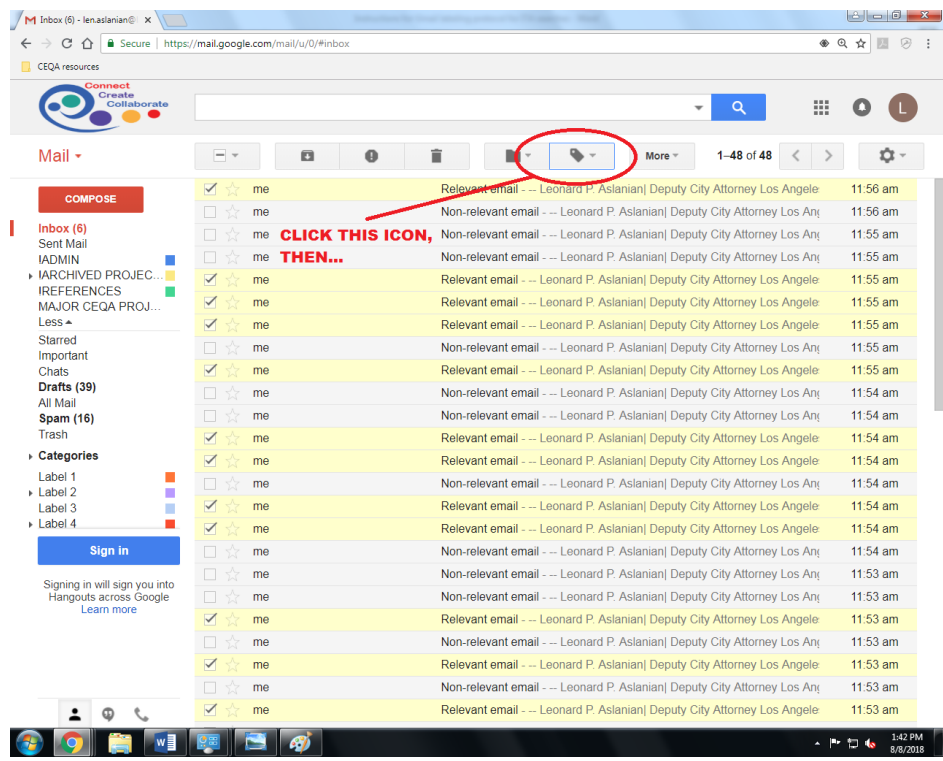 Inbox (6) - len.aslanian@
Secure | https://mail.google.com/mail/u/0/#inbox
CEQA resources
Connect
Create
Collaborate
L
Mail
More
1–48 of 48
COMPOSE
Inbox (6)
Sent Mail
!ADMIN
!ARCHIVED PROJEC...
!REFERENCES
MAJOR CEQA PROJ...
Less
Starred
Important
Chats
Drafts (39)
All Mail
Spam (16)
Trash
Categories
Label 1
Label 2
Label 3
Label 4
Sign in
Signing in will sign you into
Hangouts across Google
Learn more
CLICK THIS ICON,
THEN...
me Relevant email - -- Leonard P. Aslanian| Deputy City Attorney Los Angele 11:56 am
me Non-relevant email - -- Leonard P. Aslanian| Deputy City Attorney Los Ang 11:56 am
me Non-relevant email - -- Leonard P. Aslanian| Deputy City Attorney Los Ang 11:55 am
me Non-relevant email - -- Leonard P. Aslanian| Deputy City Attorney Los Ang 11:55 am
me Relevant email - -- Leonard P. Aslanian| Deputy City Attorney Los Angele 11:55 am
me Relevant email - -- Leonard P. Aslanian| Deputy City Attorney Los Angele 11:55 am
me Relevant email - -- Leonard P. Aslanian| Deputy City Attorney Los Angele 11:55 am
me Non-relevant email - -- Leonard P. Aslanian| Deputy City Attorney Los Ang 11:55 am
me Relevant email - -- Leonard P. Aslanian| Deputy City Attorney Los Angele 11:55 am
me Non-relevant email - -- Leonard P. Aslanian| Deputy City Attorney Los Ang 11:54 am
me Non-relevant email - -- Leonard P. Aslanian| Deputy City Attorney Los Ang 11:54 am
me Relevant email - -- Leonard P. Aslanian| Deputy City Attorney Los Angele 11:54 am
me Relevant email - -- Leonard P. Aslanian| Deputy City Attorney Los Angele 11:54 am
me Non-relevant email - -- Leonard P. Aslanian| Deputy City Attorney Los Ang 11:54 am
me Relevant email - -- Leonard P. Aslanian| Deputy City Attorney Los Angele 11:54 am
me Relevant email - -- Leonard P. Aslanian| Deputy City Attorney Los Angele 11:54 am
me Non-relevant email - -- Leonard P. Aslanian| Deputy City Attorney Los Ang 11:54 am
me Non-relevant email - -- Leonard P. Aslanian| Deputy City Attorney Los Ang 11:53 am
me Non-relevant email - -- Leonard P. Aslanian| Deputy City Attorney Los Ang 11:53 am
me Relevant email - -- Leonard P. Aslanian| Deputy City Attorney Los Angele 11:53 am
me Non-relevant email - -- Leonard P. Aslanian| Deputy City Attorney Los Ang 11:53 am
me Relevant email - -- Leonard P. Aslanian| Deputy City Attorney Los Angele 11:53 am
me Non-relevant email - -- Leonard P. Aslanian| Deputy City Attorney Los Ang 11:53 am
me Relevant email - -- Leonard P. Aslanian| Deputy City Attorney Los Angele 11:53 am
1:42 PM
8/8/2018